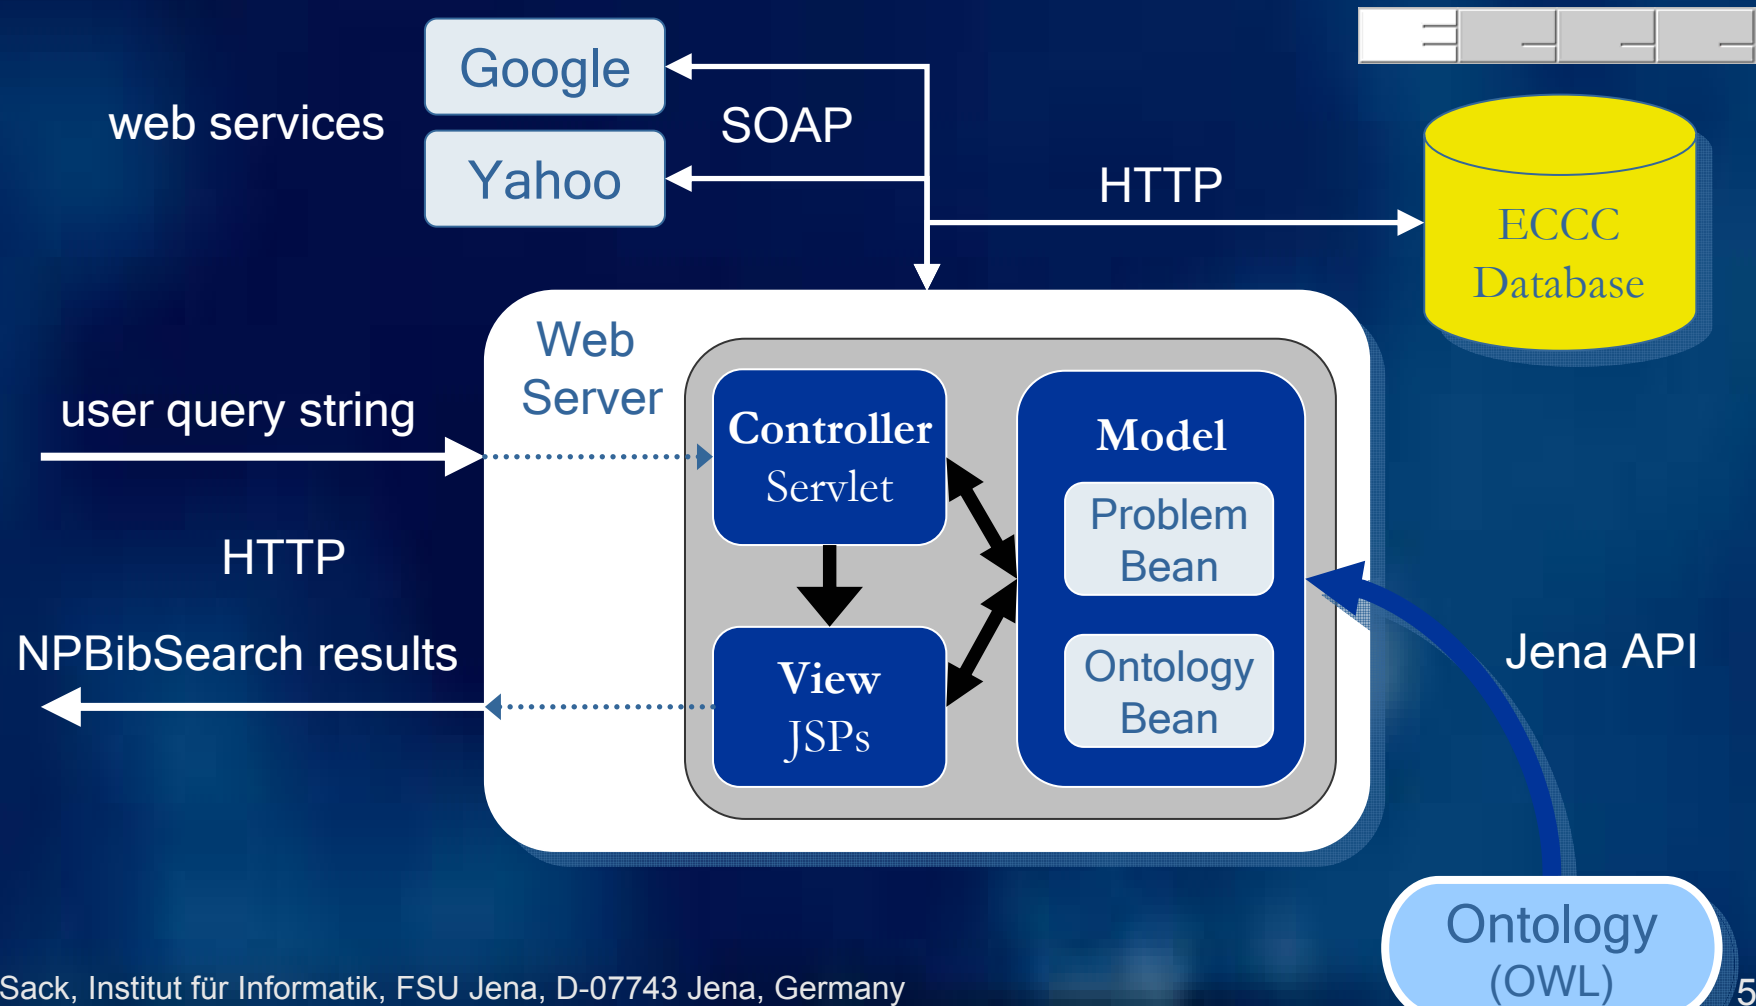 Google
web services
SOAP
Yahoo
HTTP
ECCC
Database
Web
Server
user query string
Controller
Servlet
Model
Problem
Bean
HTTP
NPBibSearch results
View
JSPs
Ontology
Bean
Jena API
Ontology
(OWL)
Sack, Institut für Informatik, FSU Jena, D-07743 Jena, Germany
5